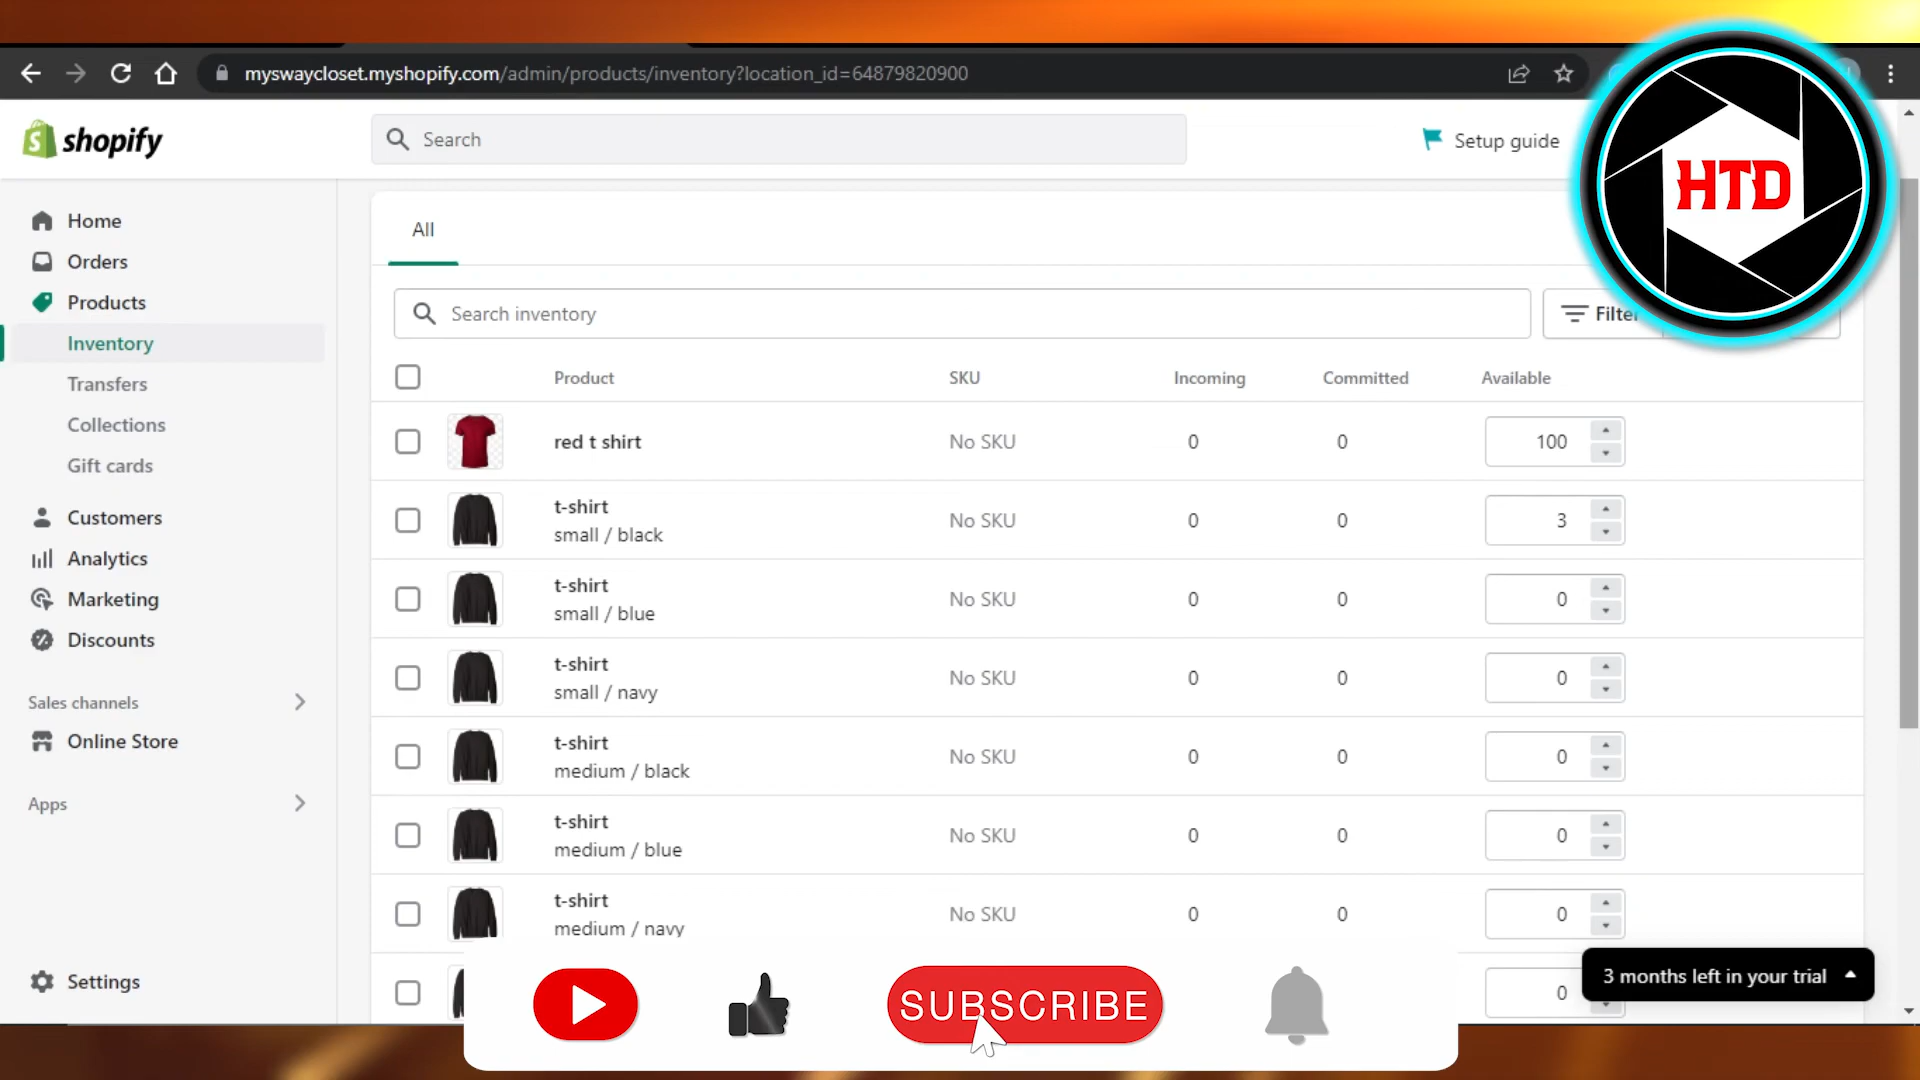 myswaycloset.myshopify.com/admin/products/inventory?location_id=64879820900
shopify
Search
Setup guide
HTD
Home
Orders
Products
Inventory
Transfers
Collections
Gift cards
Customers
Analytics
Marketing
Discounts
Sales channels
Online Store
Apps
Settings
All
Search inventory
Filter
Product SKU Incoming Committed Available
red t shirt No SKU 0 0 100
t-shirt
small / black No SKU 0 0 3
t-shirt
small / blue No SKU 0 0 0
t-shirt
small / navy No SKU 0 0 0
t-shirt
medium / black No SKU 0 0 0
t-shirt
medium / blue No SKU 0 0 0
t-shirt
medium / navy No SKU 0 0 0
0
3 months left in your trial
SUBSCRIBE